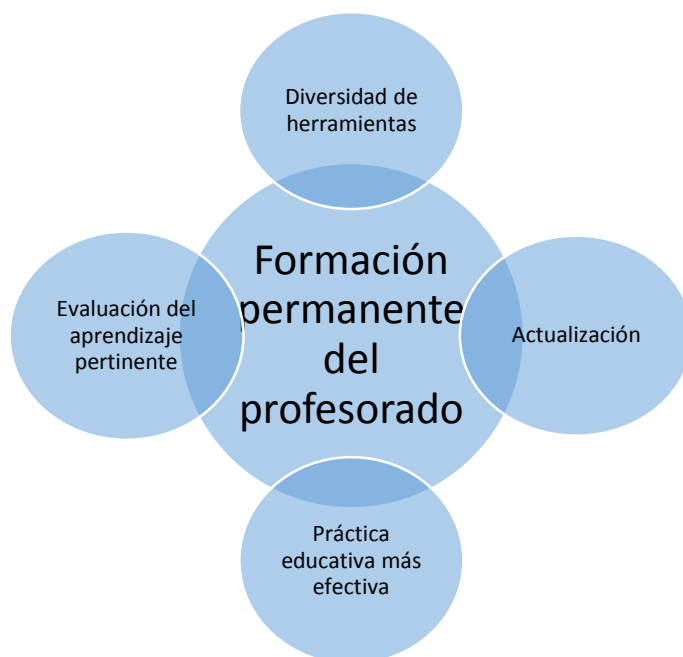 Diversidad de
herramientas
Formación
permanente
del
profesorado
Evaluación del
aprendizaje
pertinente
Actualización
Práctica
educativa más
efectiva